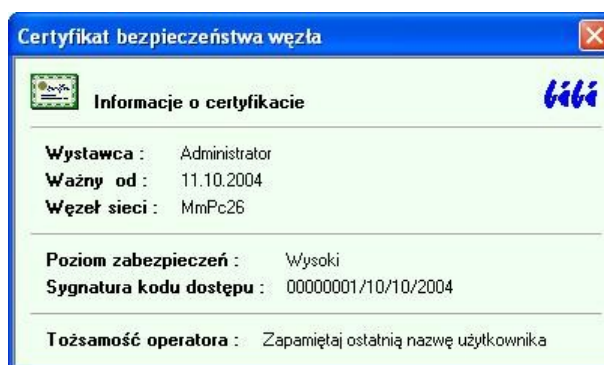 Certyfikat bezpieczeństwa węzła
Informacje o certyfikacie
Wystawca : Administrator
Ważny od : 11.10.2004
Węzeł sieci : MmPc26
Poziom zabezpieczeń : Wysoki
Sygnatura kodu dostępu : 00000001/10/10/2004
Tożsamość operatora : Zapamiętaj ostatnią nazwę użytkownika